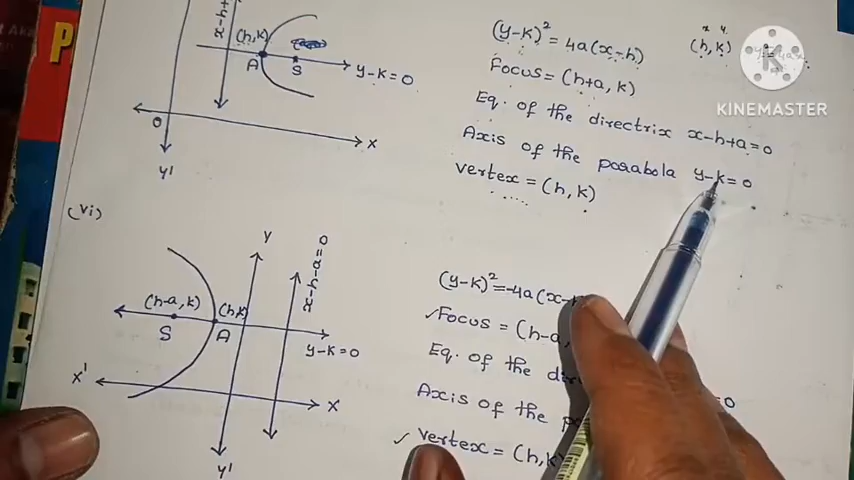 (h,k)
A
S
y-k=0
O
x
y'
(y-k)²=4a(x-h)
x y
(h,k)
Focus=(h+a,k)
Eq. of the directrix x-h+a=0
Axis of the parabola y-k=0
vertex=(h,k)
KINEMASTER
(vi)
y
x-h-a=0
(h-a,k)
(h,k)
S
A
y-k=0
x'
x
y'
(y-k)²=-4a(x-
Focus=(h-a,
Eq. of the
Axis of the
=0
vertex=(h,k